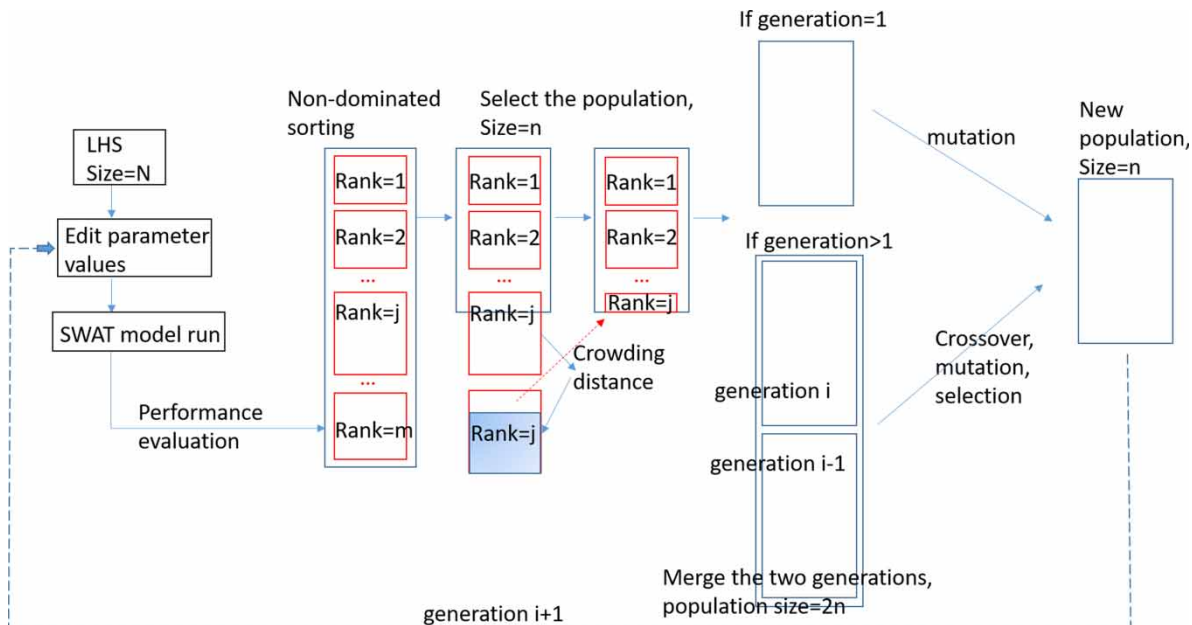 LHS
Size=N
Edit parameter
values
SWAT model run
Performance
evaluation
Non-dominated
sorting
Rank=1
Rank=2
...
Rank=j
...
Rank=m
Select the population,
Size=n
Rank=1
Rank=2
...
Rank=j
Rank=j
Crowding
distance
Rank=1
Rank=2
...
Rank=j
If generation=1
mutation
If generation>1
generation i
generation i-1
Merge the two generations,
population size=2n
Crossover,
mutation,
selection
New
population,
Size=n
generation i+1